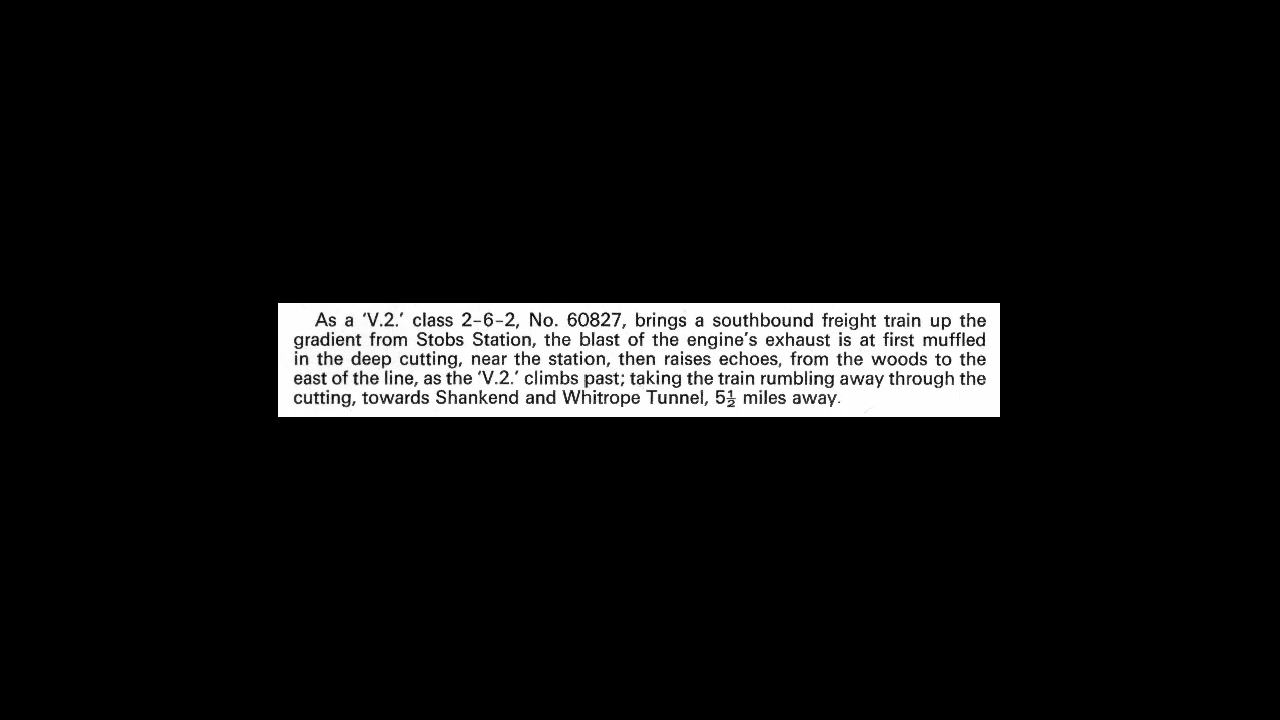 As a 'V.2.' class 2-6-2, No. 60827, brings a southbound freight train up the
gradient from Stobs Station, the blast of the engine's exhaust is at first muffled
in the deep cutting, near the station, then raises echoes, from the woods to the
east of the line, as the 'V.2.' climbs past; taking the train rumbling away through the
cutting, towards Shankend and Whitrope Tunnel, 5½ miles away.